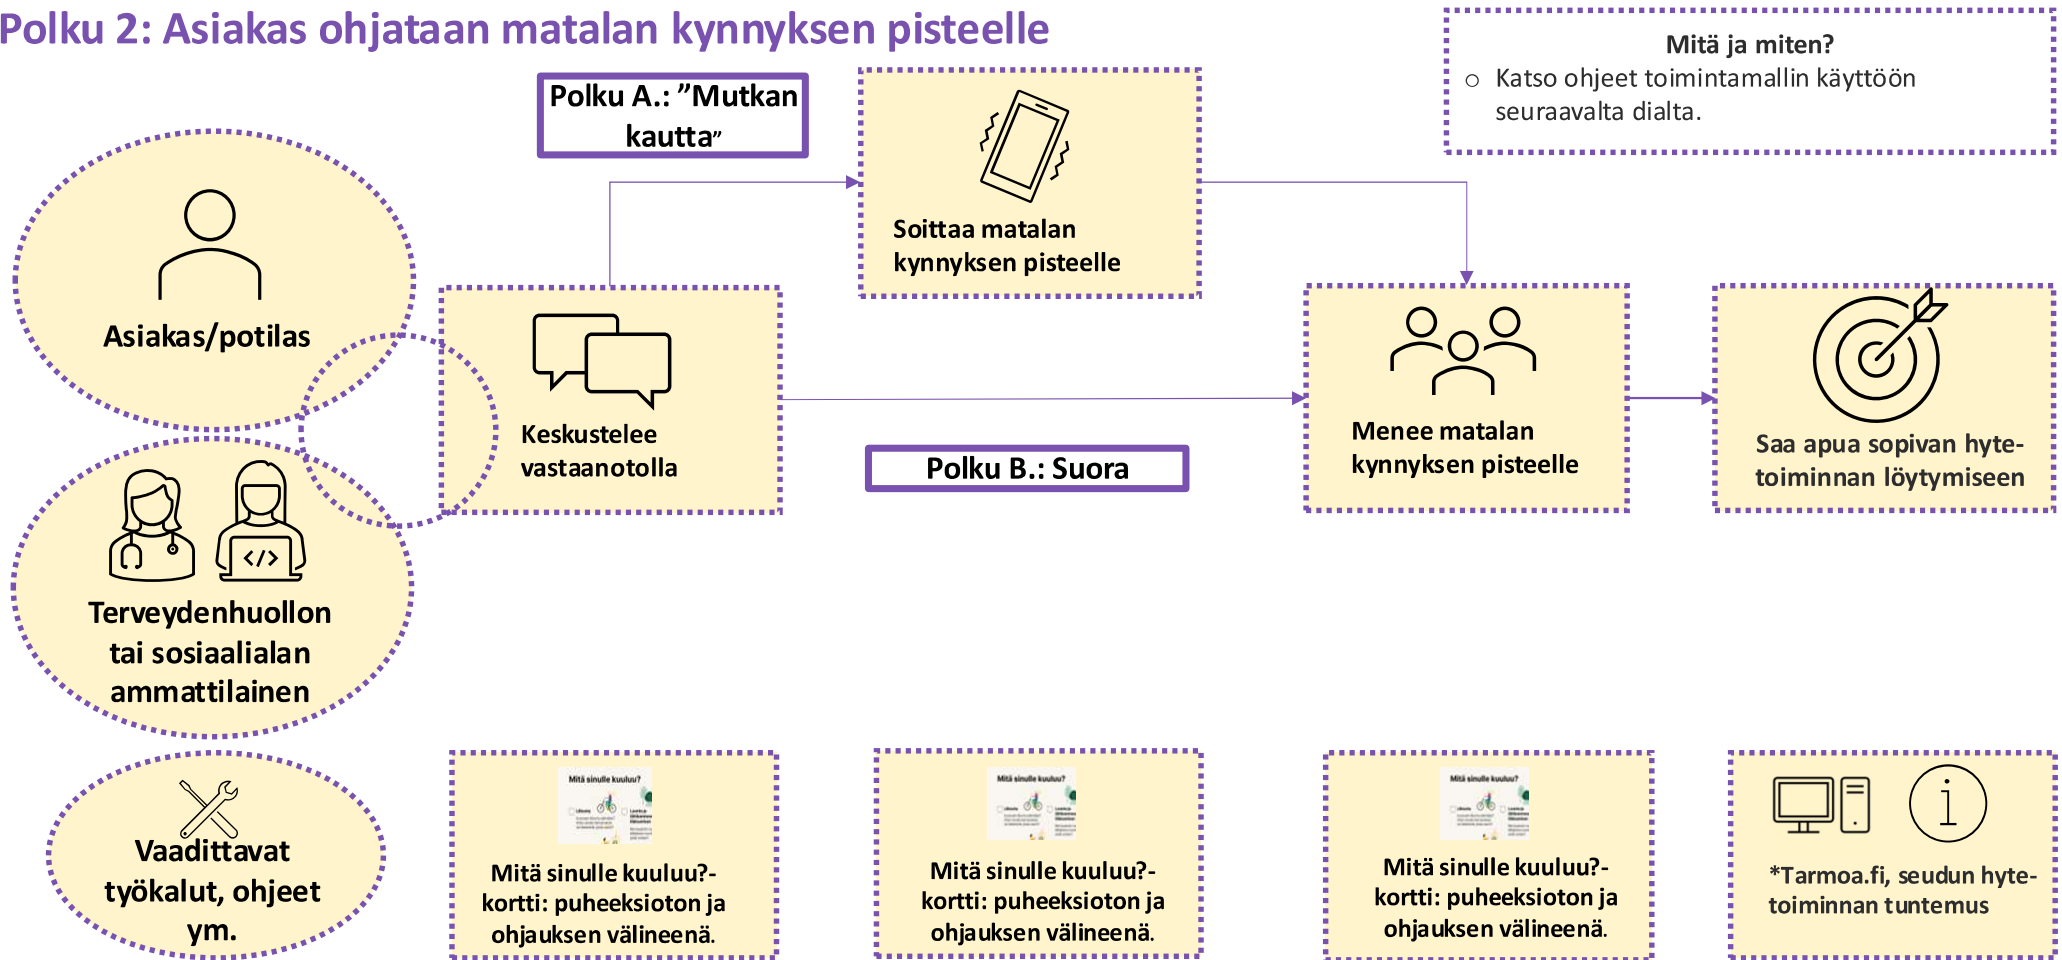 Polku 2: Asiakas ohjataan matalan kynnyksen pisteelle
Mitä ja miten?
o Katso ohjeet toimintamallin käyttöön
seuraavalta dialta.
Polku A.: ”Mutkan
kautta”
Soittaa matalan
kynnyksen pisteelle
Asiakas/potilas
Keskustelee
vastaanotolla
Polku B.: Suora
Menee matalan
kynnyksen pisteelle
Saa apua sopivan hyte-
toiminnan löytymiseen
</>
Terveydenhuollon
tai sosiaalialan
ammattilainen
Vaadittavat
työkalut, ohjeet
ym.
Mitä sinulle kuuluu?
Mitä sinulle kuuluu?-
kortti: puheeksioton ja
ohjauksen välineenä.
Mitä sinulle kuuluu?
Mitä sinulle kuuluu?-
kortti: puheeksioton ja
ohjauksen välineenä.
Mitä sinulle kuuluu?
Mitä sinulle kuuluu?-
kortti: puheeksioton ja
ohjauksen välineenä.
i
*Tarmoa.fi, seudun hyte-
toiminnan tuntemus